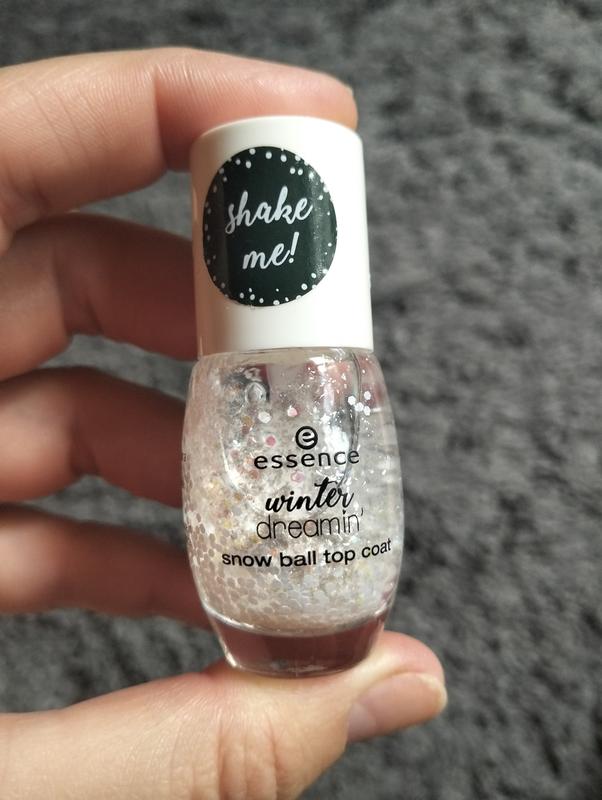 shake
me!
essence
winter
dreamin'
snow ball top coat